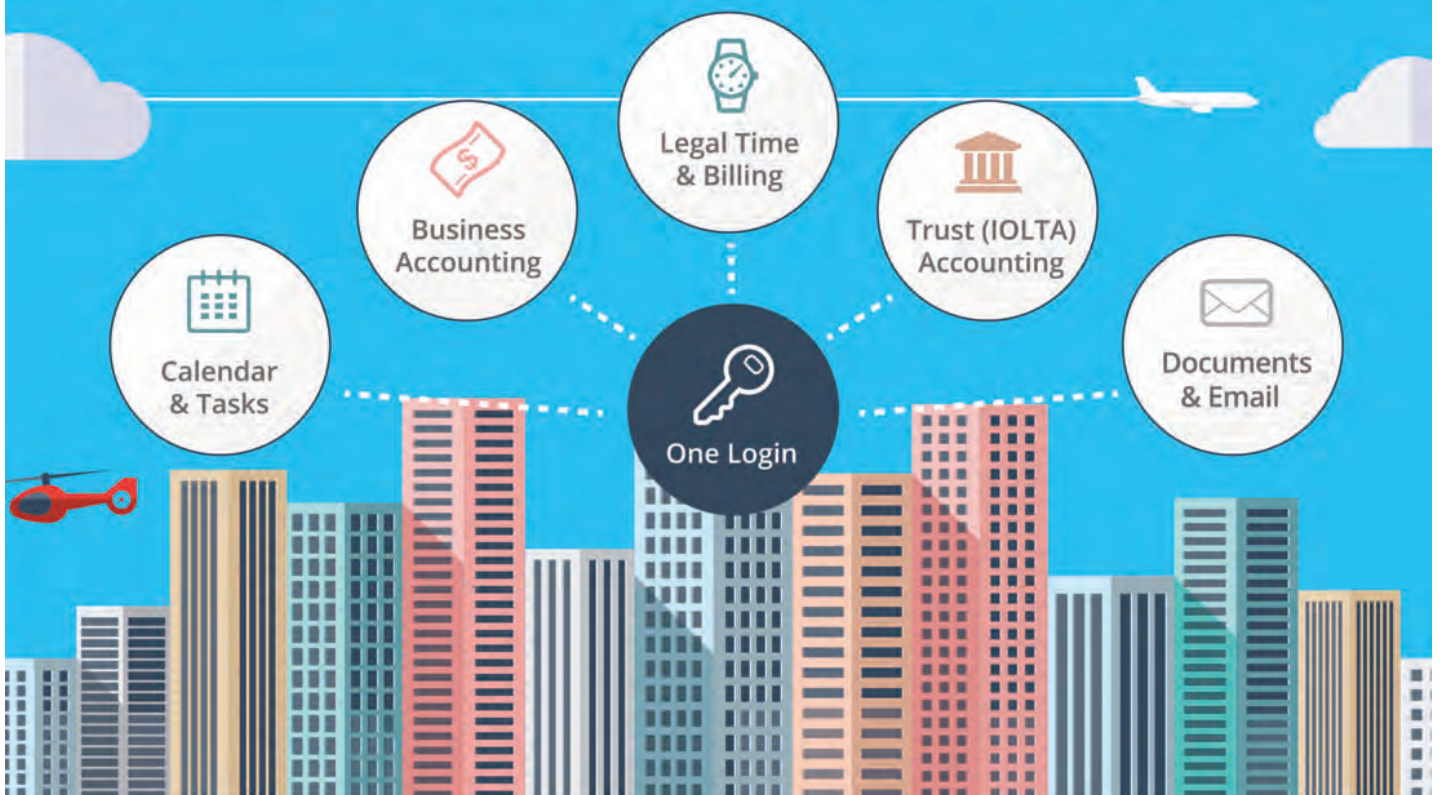 Legal Time
& Billing
Business
Accounting
Trust (IOLTA)
Accounting
Calendar
& Tasks
Documents
& Email
One Login